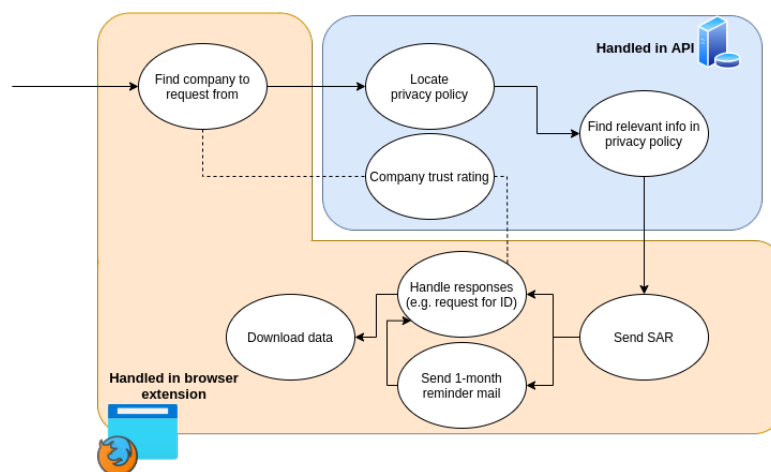 Handled in API
Find company to
request from
Locate
privacy policy
Find relevant info in
privacy policy
Company trust rating
Handle responses
(e.g. request for ID)
Download data
Send SAR
Send 1-month
reminder mail
Handled in browser
extension